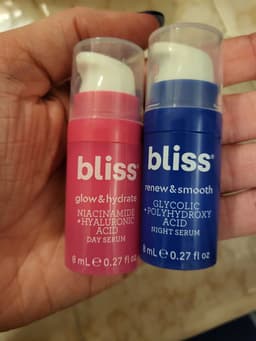 bliss®
glow & hydrate
NIACINAMIDE
+HYALURONIC
ACID
DAY SERUM
8 mL ℮ 0.27 fl oz
bliss®
renew & smooth
GLYCOLIC
+POLYHYDROXY
ACID
NIGHT SERUM
8 mL ℮ 0.27 fl oz